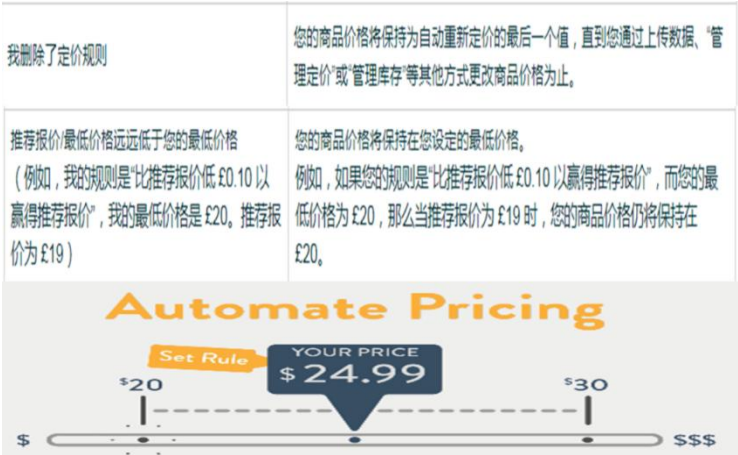 我删除了定价规则
您的商品价格将保持为自动重新定价的最后一个值，直到您通过上传数据、“管
理定价”或“管理库存”等其他方式更改商品价格为止。
推荐报价/最低价格远远低于您的最低价格
（例如，我的规则是“比推荐报价低 £0.10 以
赢得推荐报价”，我的最低价格是 £20。推荐报
价为 £19）
您的商品价格将保持在您设定的最低价格。
例如，如果您的规则是“比推荐报价低 £0.10 以赢得推荐报价”，而您的最
低价格为 £20，那么当推荐报价为 £19 时，您的商品价格仍将保持在
£20。
Automate Pricing
Set Rule
YOUR PRICE
$24.99
$20
$30
$
$$$